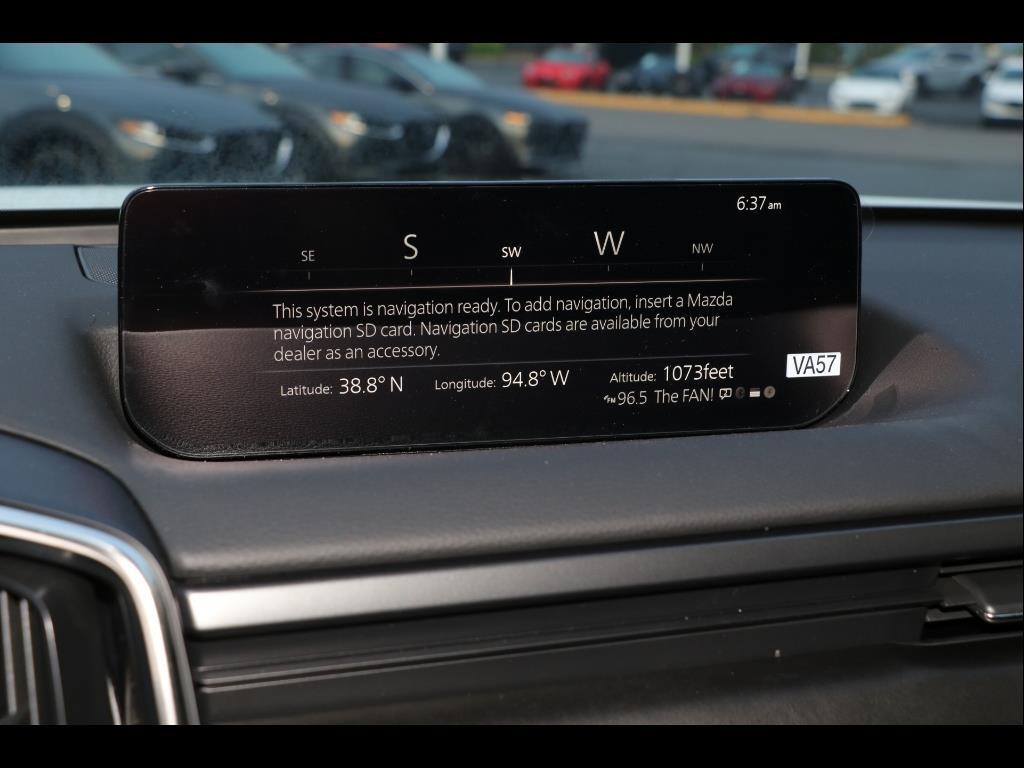 6:37am
SE S SW W NW
This system is navigation ready. To add navigation, insert a Mazda
navigation SD card. Navigation SD cards are available from your
dealer as an accessory.
Latitude: 38.8° N Longitude: 94.8° W Altitude: 1073feet
VA57
FM 96.5 The FAN! 2